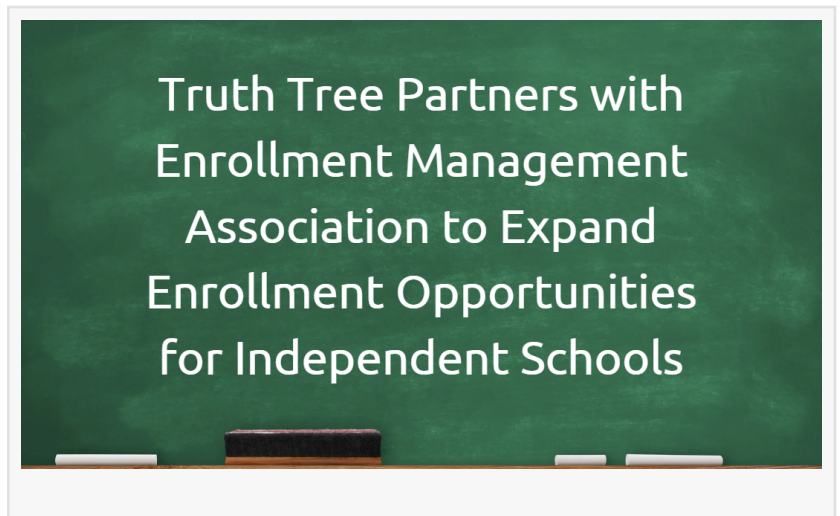 Truth Tree Partners with
Enrollment Management
Association to Expand
Enrollment Opportunities
for Independent Schools